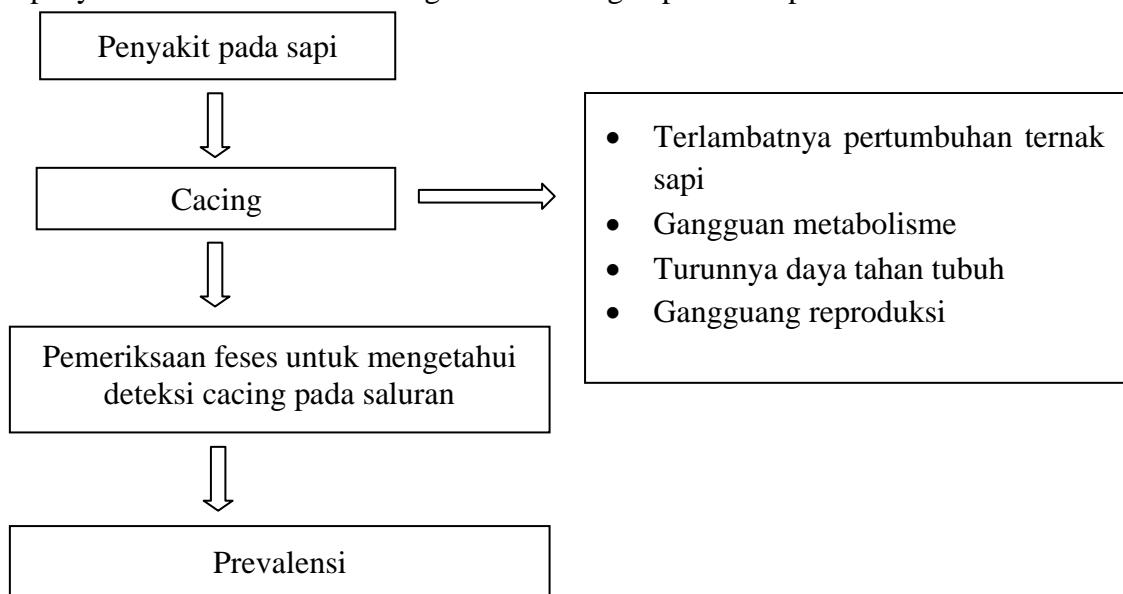 Penyakit pada sapi
Cacing
• Terlambatnya pertumbuhan ternak
sapi
• Gangguan metabolisme
• Turunnya daya tahan tubuh
• Gangguang reproduksi
Pemeriksaan feses untuk mengetahui
deteksi cacing pada saluran
Prevalensi